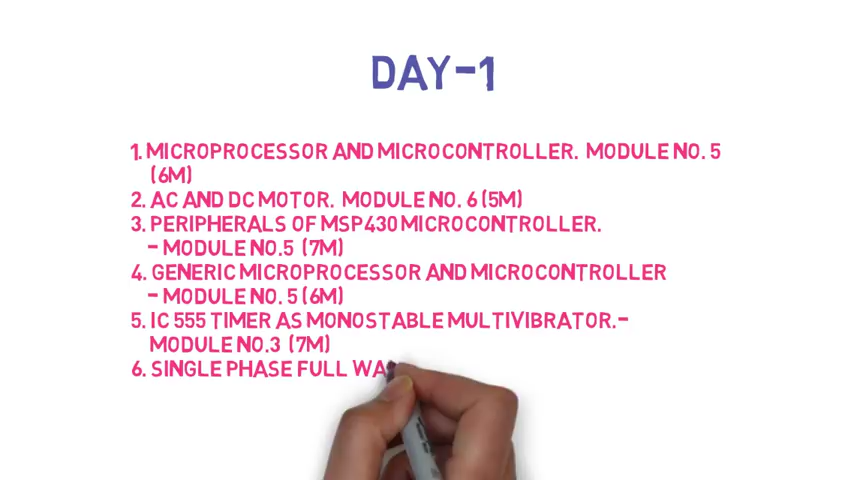 DAY-1
1. MICROPROCESSOR AND MICROCONTROLLER. MODULE NO. 5
(6M)
2. AC AND DC MOTOR. MODULE NO. 6 (5M)
3. PERIPHERALS OF MSP430 MICROCONTROLLER.
- MODULE NO.5 (7M)
4. GENERIC MICROPROCESSOR AND MICROCONTROLLER
- MODULE NO. 5 (6M)
5. IC 555 TIMER AS MONOSTABLE MULTIVIBRATOR.-
MODULE NO.3 (7M)
6. SINGLE PHASE FULL WA